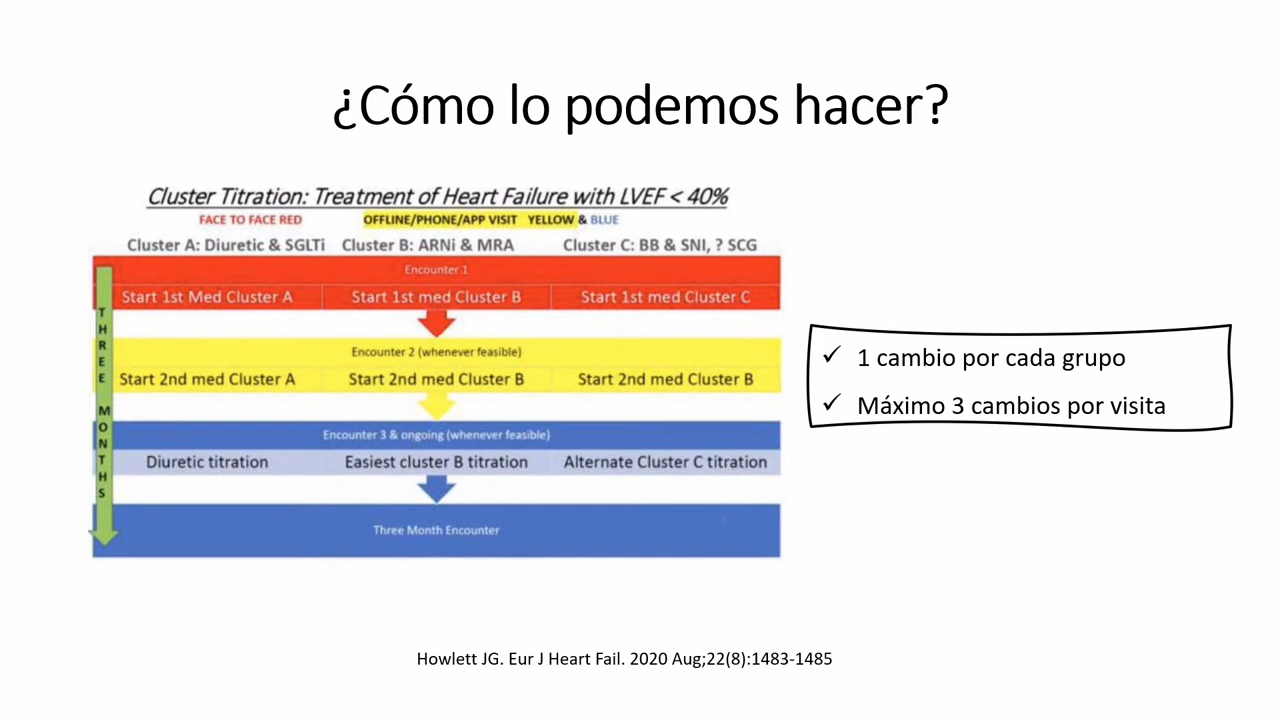 ¿Cómo lo podemos hacer?
Cluster Titration: Treatment of Heart Failure with LVEF < 40%
FACE TO FACE RED OFFLINE/PHONE/APP VISIT YELLOW & BLUE
Cluster A: Diuretic & SGLTi Cluster B: ARNi & MRA Cluster C: BB & SNI, ? SCG
Encounter 1
Start 1st Med Cluster A Start 1st med Cluster B Start 1st med Cluster C
Encounter 2 (whenever feasible)
Start 2nd med Cluster A Start 2nd med Cluster B Start 2nd med Cluster B
Encounter 3 & ongoing (whenever feasible)
Diuretic titration Easiest cluster B titration Alternate Cluster C titration
Three Month Encounter
THREE MONTHS
✓ 1 cambio por cada grupo
✓ Máximo 3 cambios por visita
Howlett JG. Eur J Heart Fail. 2020 Aug;22(8):1483-1485